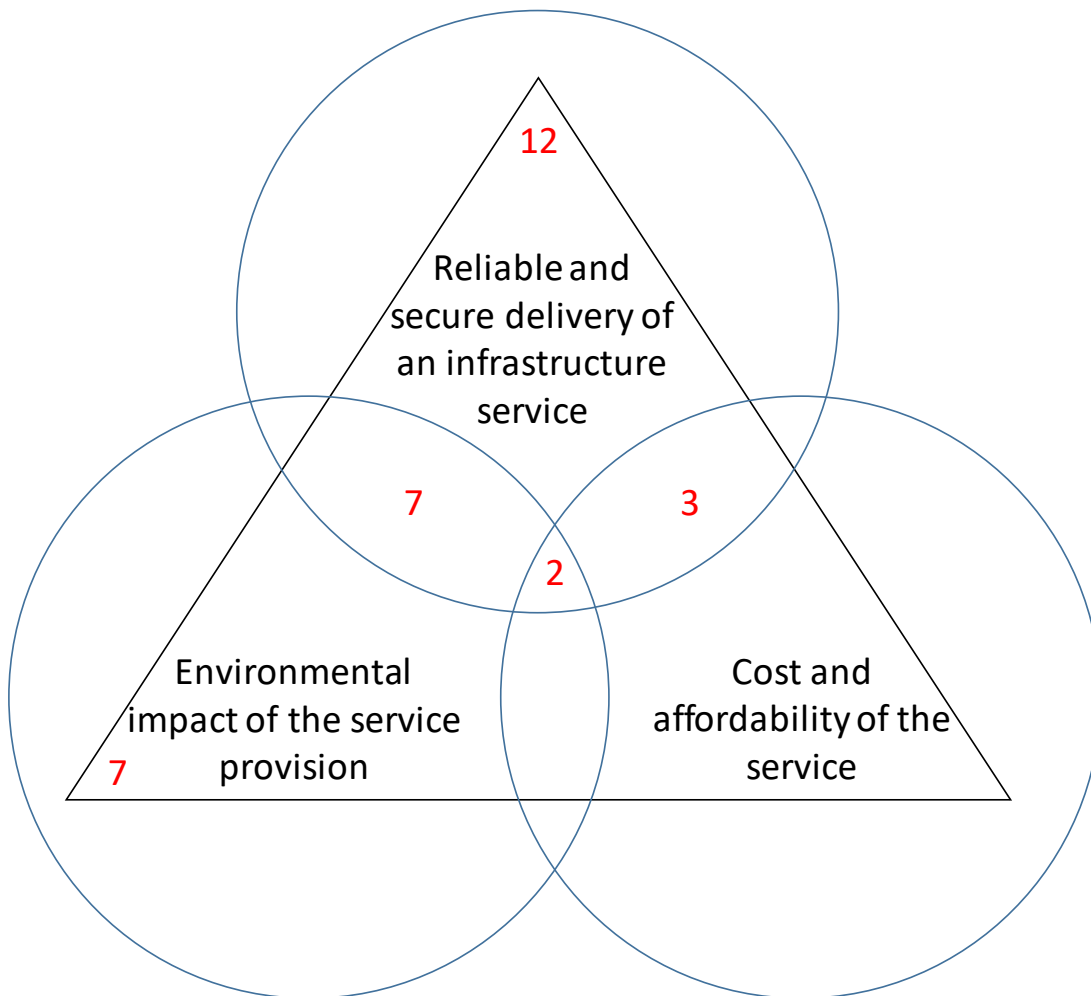 12
Reliable and
secure delivery of
an infrastructure
service
7
3
2
Environmental
impact of the service
provision
7
Cost and
affordability of the
service